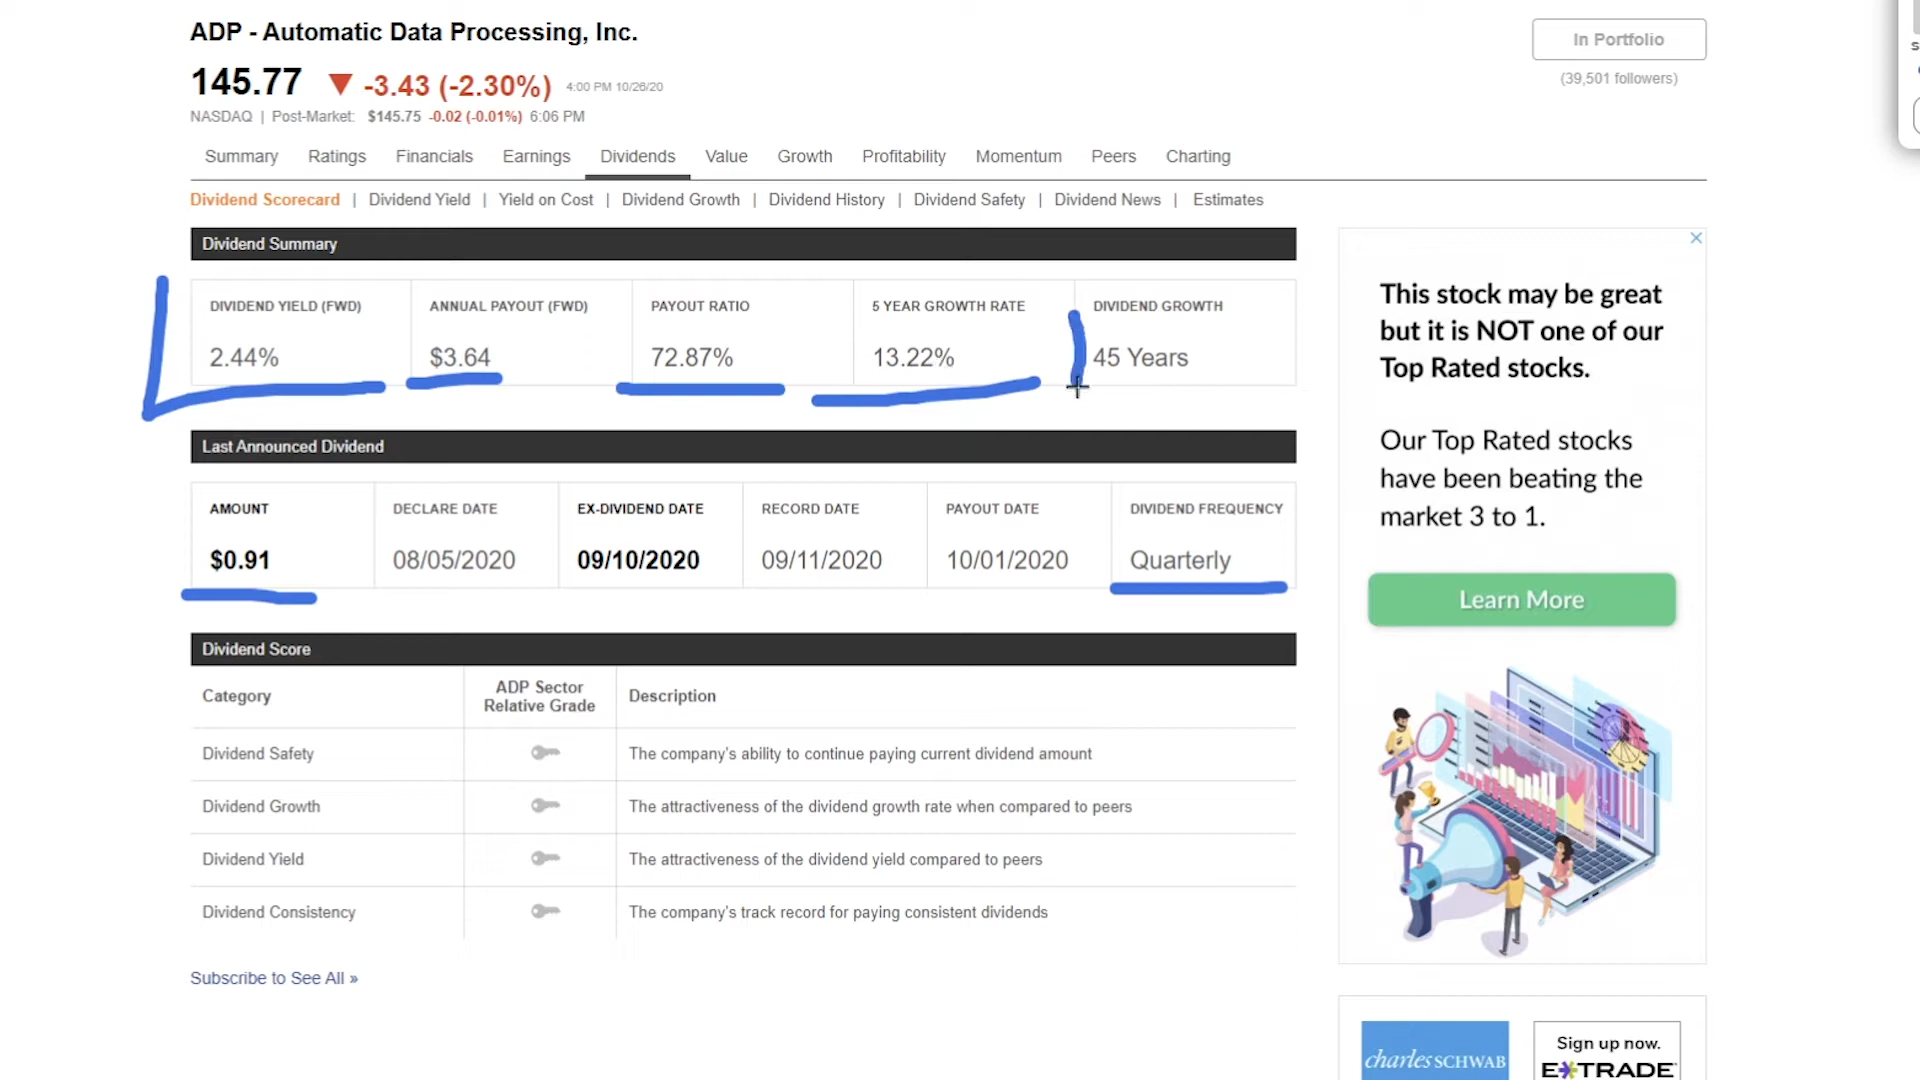 ADP - Automatic Data Processing, Inc.
In Portfolio
145.77 ▼ -3.43 (-2.30%) 4:00 PM 10/26/20
(39,501 followers)
NASDAQ | Post-Market: $145.75 -0.02 (-0.01%) 6:06 PM
Summary Ratings Financials Earnings Dividends Value Growth Profitability Momentum Peers Charting
Dividend Scorecard | Dividend Yield | Yield on Cost | Dividend Growth | Dividend History | Dividend Safety | Dividend News | Estimates
Dividend Summary
DIVIDEND YIELD (FWD) ANNUAL PAYOUT (FWD) PAYOUT RATIO 5 YEAR GROWTH RATE DIVIDEND GROWTH
2.44% $3.64 72.87% 13.22% 45 Years
Last Announced Dividend
AMOUNT DECLARE DATE EX-DIVIDEND DATE RECORD DATE PAYOUT DATE DIVIDEND FREQUENCY
$0.91 08/05/2020 09/10/2020 09/11/2020 10/01/2020 Quarterly
Dividend Score
Category ADP Sector Relative Grade Description
Dividend Safety The company's ability to continue paying current dividend amount
Dividend Growth The attractiveness of the dividend growth rate when compared to peers
Dividend Yield The attractiveness of the dividend yield compared to peers
Dividend Consistency The company's track record for paying consistent dividends
Subscribe to See All »
This stock may be great
but it is NOT one of our
Top Rated stocks.
Our Top Rated stocks
have been beating the
market 3 to 1.
Learn More
charles SCHWAB
Sign up now.
E*TRADE